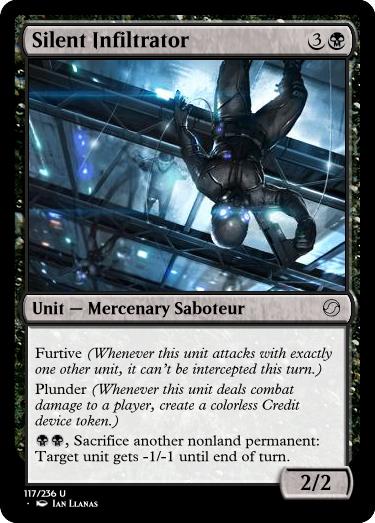 Silent Infiltrator 3
Unit — Mercenary Saboteur
Furtive (Whenever this unit attacks with exactly
one other unit, it can't be intercepted this turn.)
Plunder (Whenever this unit deals combat
damage to a player, create a colorless Credit
device token.)
, Sacrifice another nonland permanent:
Target unit gets -1/-1 until end of turn.
2/2
117/236 U
· Ian Llanas